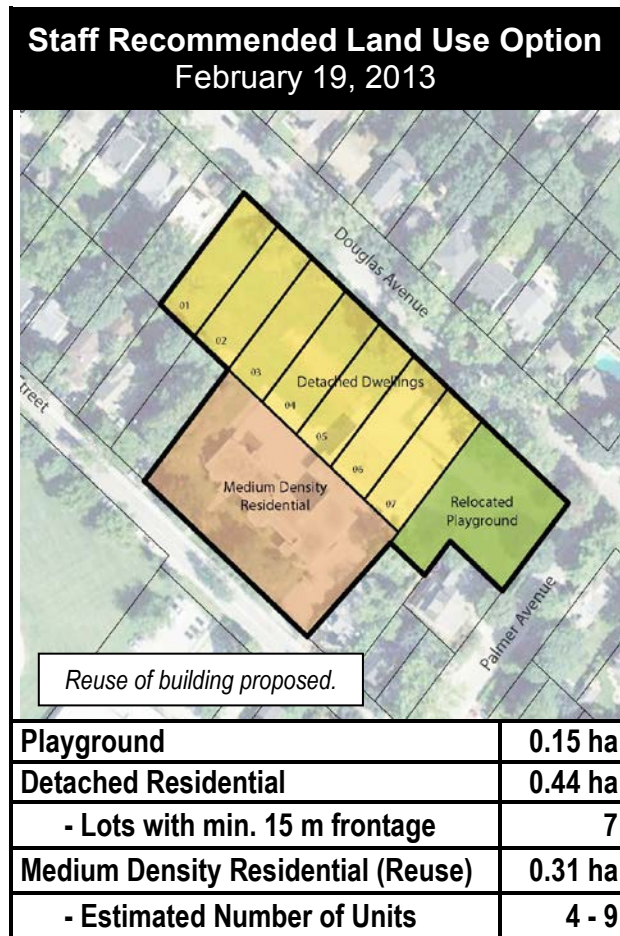 Staff Recommended Land Use Option
February 19, 2013
Douglas Avenue
01
02
03
Detached Dwellings
04
05
06
07
Medium Density
Residential
Relocated
Playground
Palmer Avenue
Reuse of building proposed.
Playground 0.15 ha
Detached Residential 0.44 ha
- Lots with min. 15 m frontage 7
Medium Density Residential (Reuse) 0.31 ha
- Estimated Number of Units 4 - 9